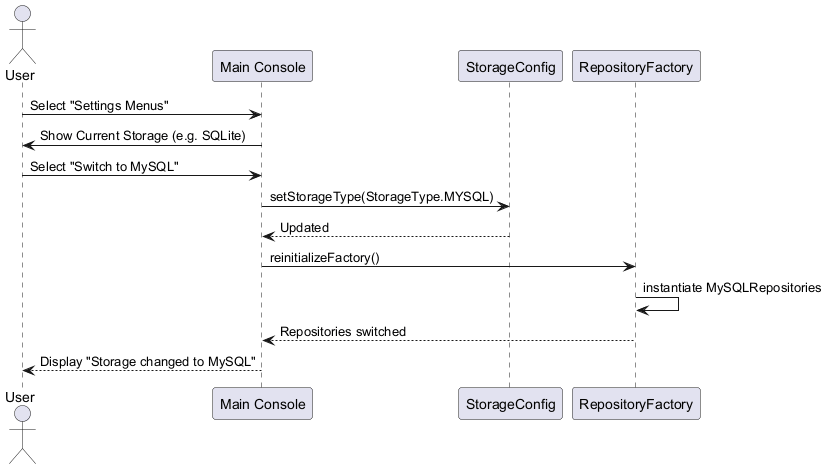 User
Main Console
StorageConfig
RepositoryFactory
Select "Settings Menus"
Show Current Storage (e.g. SQLite)
Select "Switch to MySQL"
setStorageType(StorageType.MYSQL)
Updated
reinitializeFactory()
instantiate MySQLRepositories
Repositories switched
Display "Storage changed to MySQL"
User
Main Console
StorageConfig
RepositoryFactory